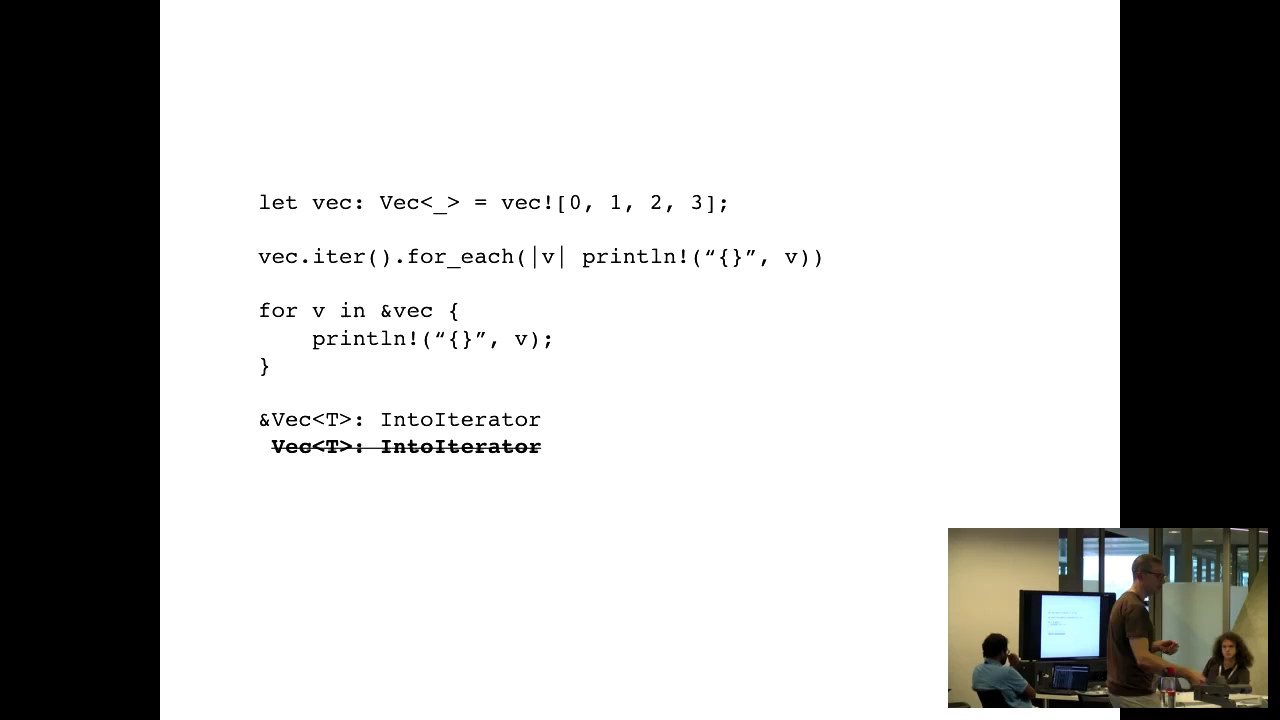 let vec: Vec<_> = vec![0, 1, 2, 3];
vec.iter().for_each(|v| println!(“{}”, v))
for v in &vec {
    println!(“{}”, v);
}
&Vec<T>: IntoIterator
Vec<T>: IntoIterator